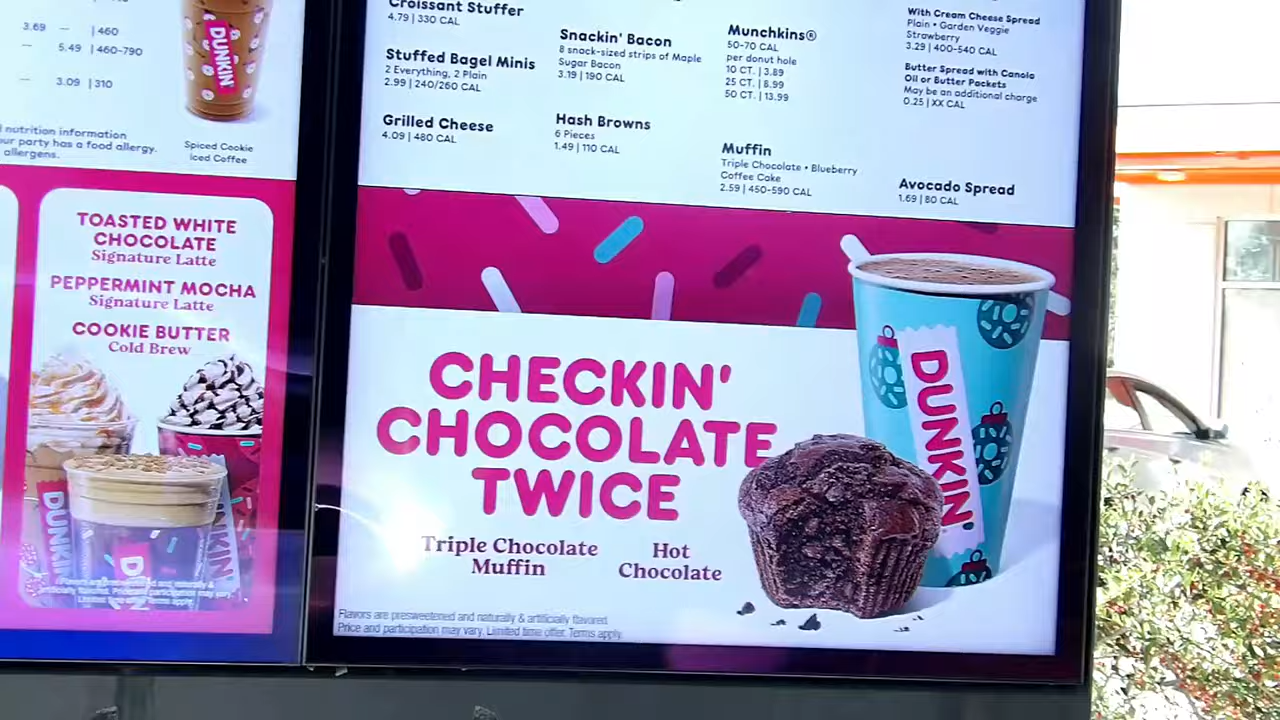 3.69 — | 460
— 5.49 | 460-790
— 3.09 | 310
nutrition information
our party has a food allergy.
allergens.
DUNKIN'
Spiced Cookie
Iced Coffee
TOASTED WHITE
CHOCOLATE
Signature Latte
PEPPERMINT MOCHA
Signature Latte
COOKIE BUTTER
Cold Brew
DUNKIN'
Croissant Stuffer
4.79 | 330 CAL
Stuffed Bagel Minis
2 Everything, 2 Plain
2.99 | 240/260 CAL
Grilled Cheese
4.09 | 480 CAL
Snackin' Bacon
8 snack-sized strips of Maple
Sugar Bacon
3.19 | 190 CAL
Hash Browns
6 Pieces
1.49 | 110 CAL
Munchkins®
50-70 CAL
per donut hole
10 CT. | 3.89
25 CT. | 8.99
50 CT. | 13.99
Muffin
Triple Chocolate • Blueberry
Coffee Cake
2.59 | 450-590 CAL
With Cream Cheese Spread
Plain • Garden Veggie
Strawberry
3.29 | 400-540 CAL
Butter Spread with Canola
Oil or Butter Packets
May be an additional charge
0.25 | XX CAL
Avocado Spread
1.69 | 80 CAL
CHECKIN'
CHOCOLATE
TWICE
Triple Chocolate
Muffin
Hot
Chocolate
DUNKIN'
Flavors are presweetened and naturally & artificially flavored.
Price and participation may vary. Limited time offer. Terms apply.